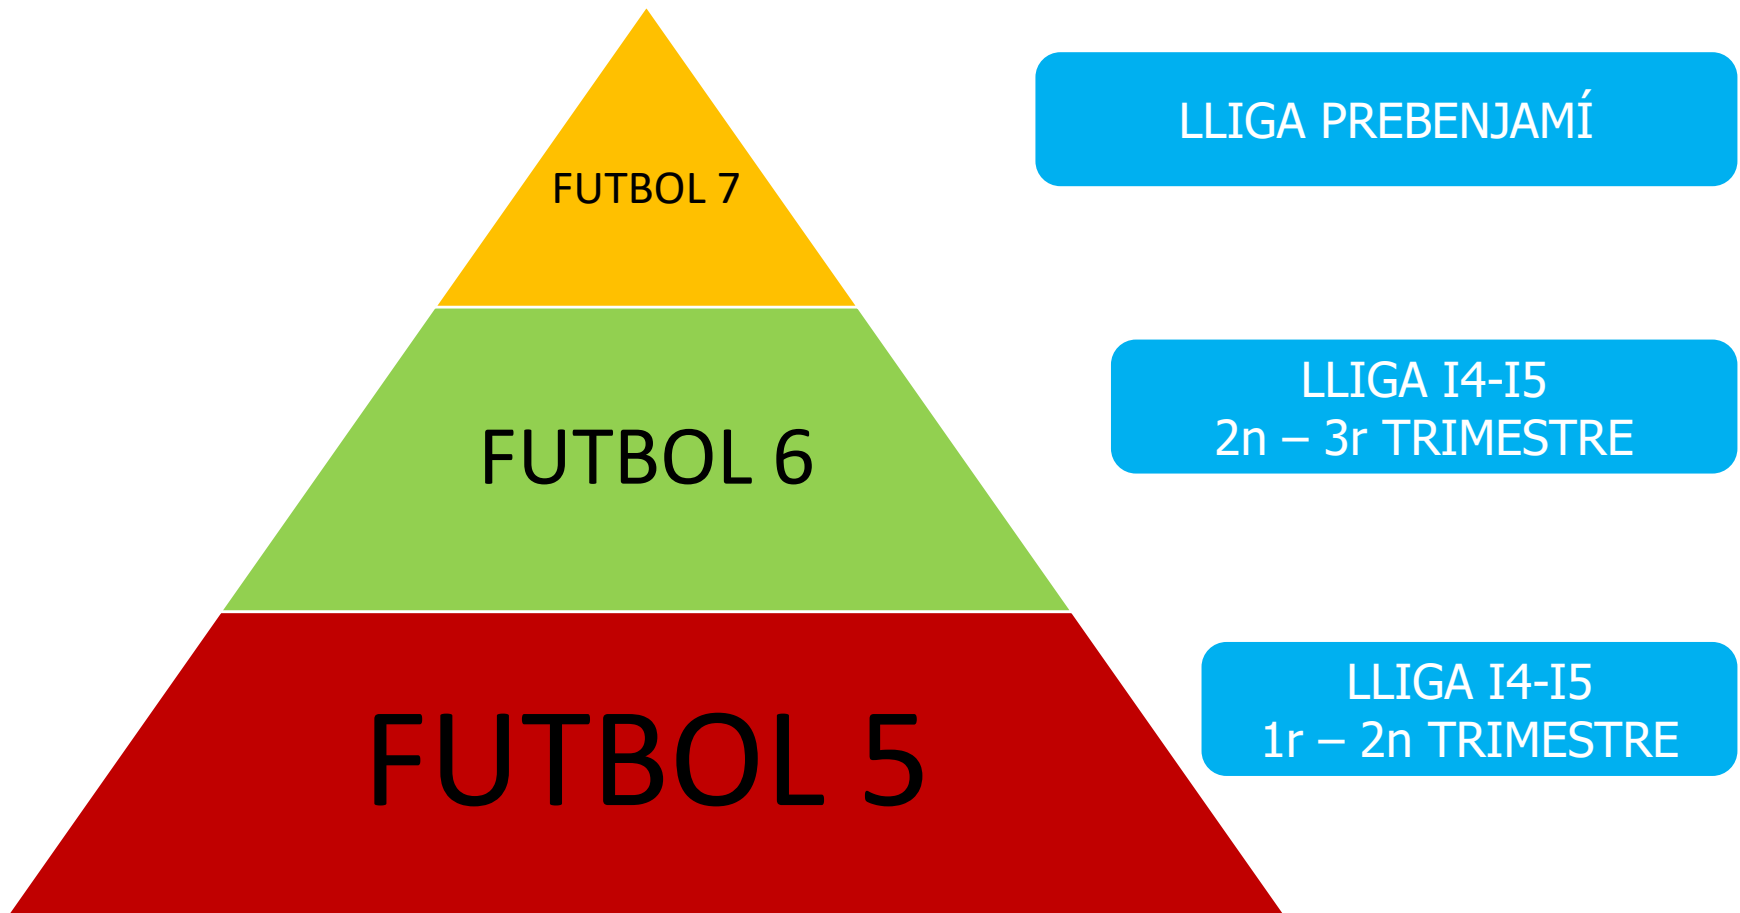 LLIGA PREBENJAMÍ
FUTBOL 7
LLIGA I4-I5
2n – 3r TRIMESTRE
FUTBOL 6
LLIGA I4-I5
1r – 2n TRIMESTRE
FUTBOL 5